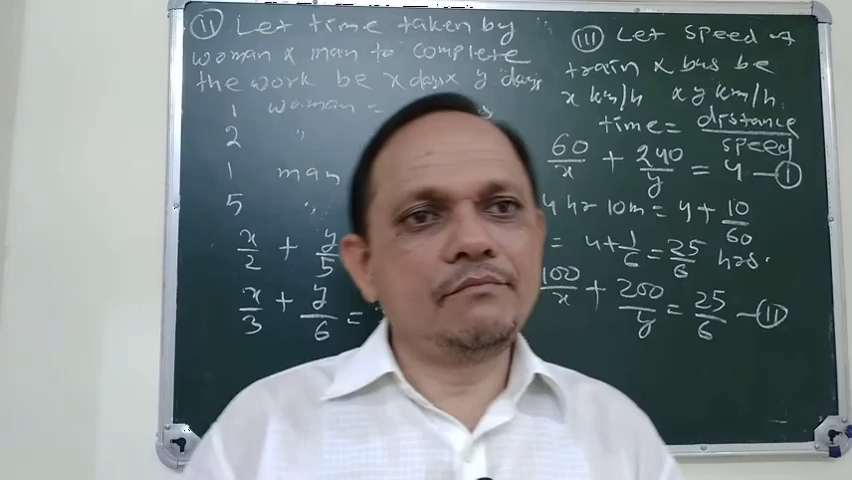 (ii) Let time taken by
woman & man to complete
the work be x days & y days
1 woman =
2 "
1 man
5 "
x/2 + y/5
x/3 + y/6 =
(iii) Let speed of
train & bus be
x km/h & y km/h.
time = distance/speed
60/x + 240/y = 4 — (I)
4 hr 10m = 4 + 10/60
= 4 + 1/6 = 25/6 hrs.
100/x + 200/y = 25/6 — (II)